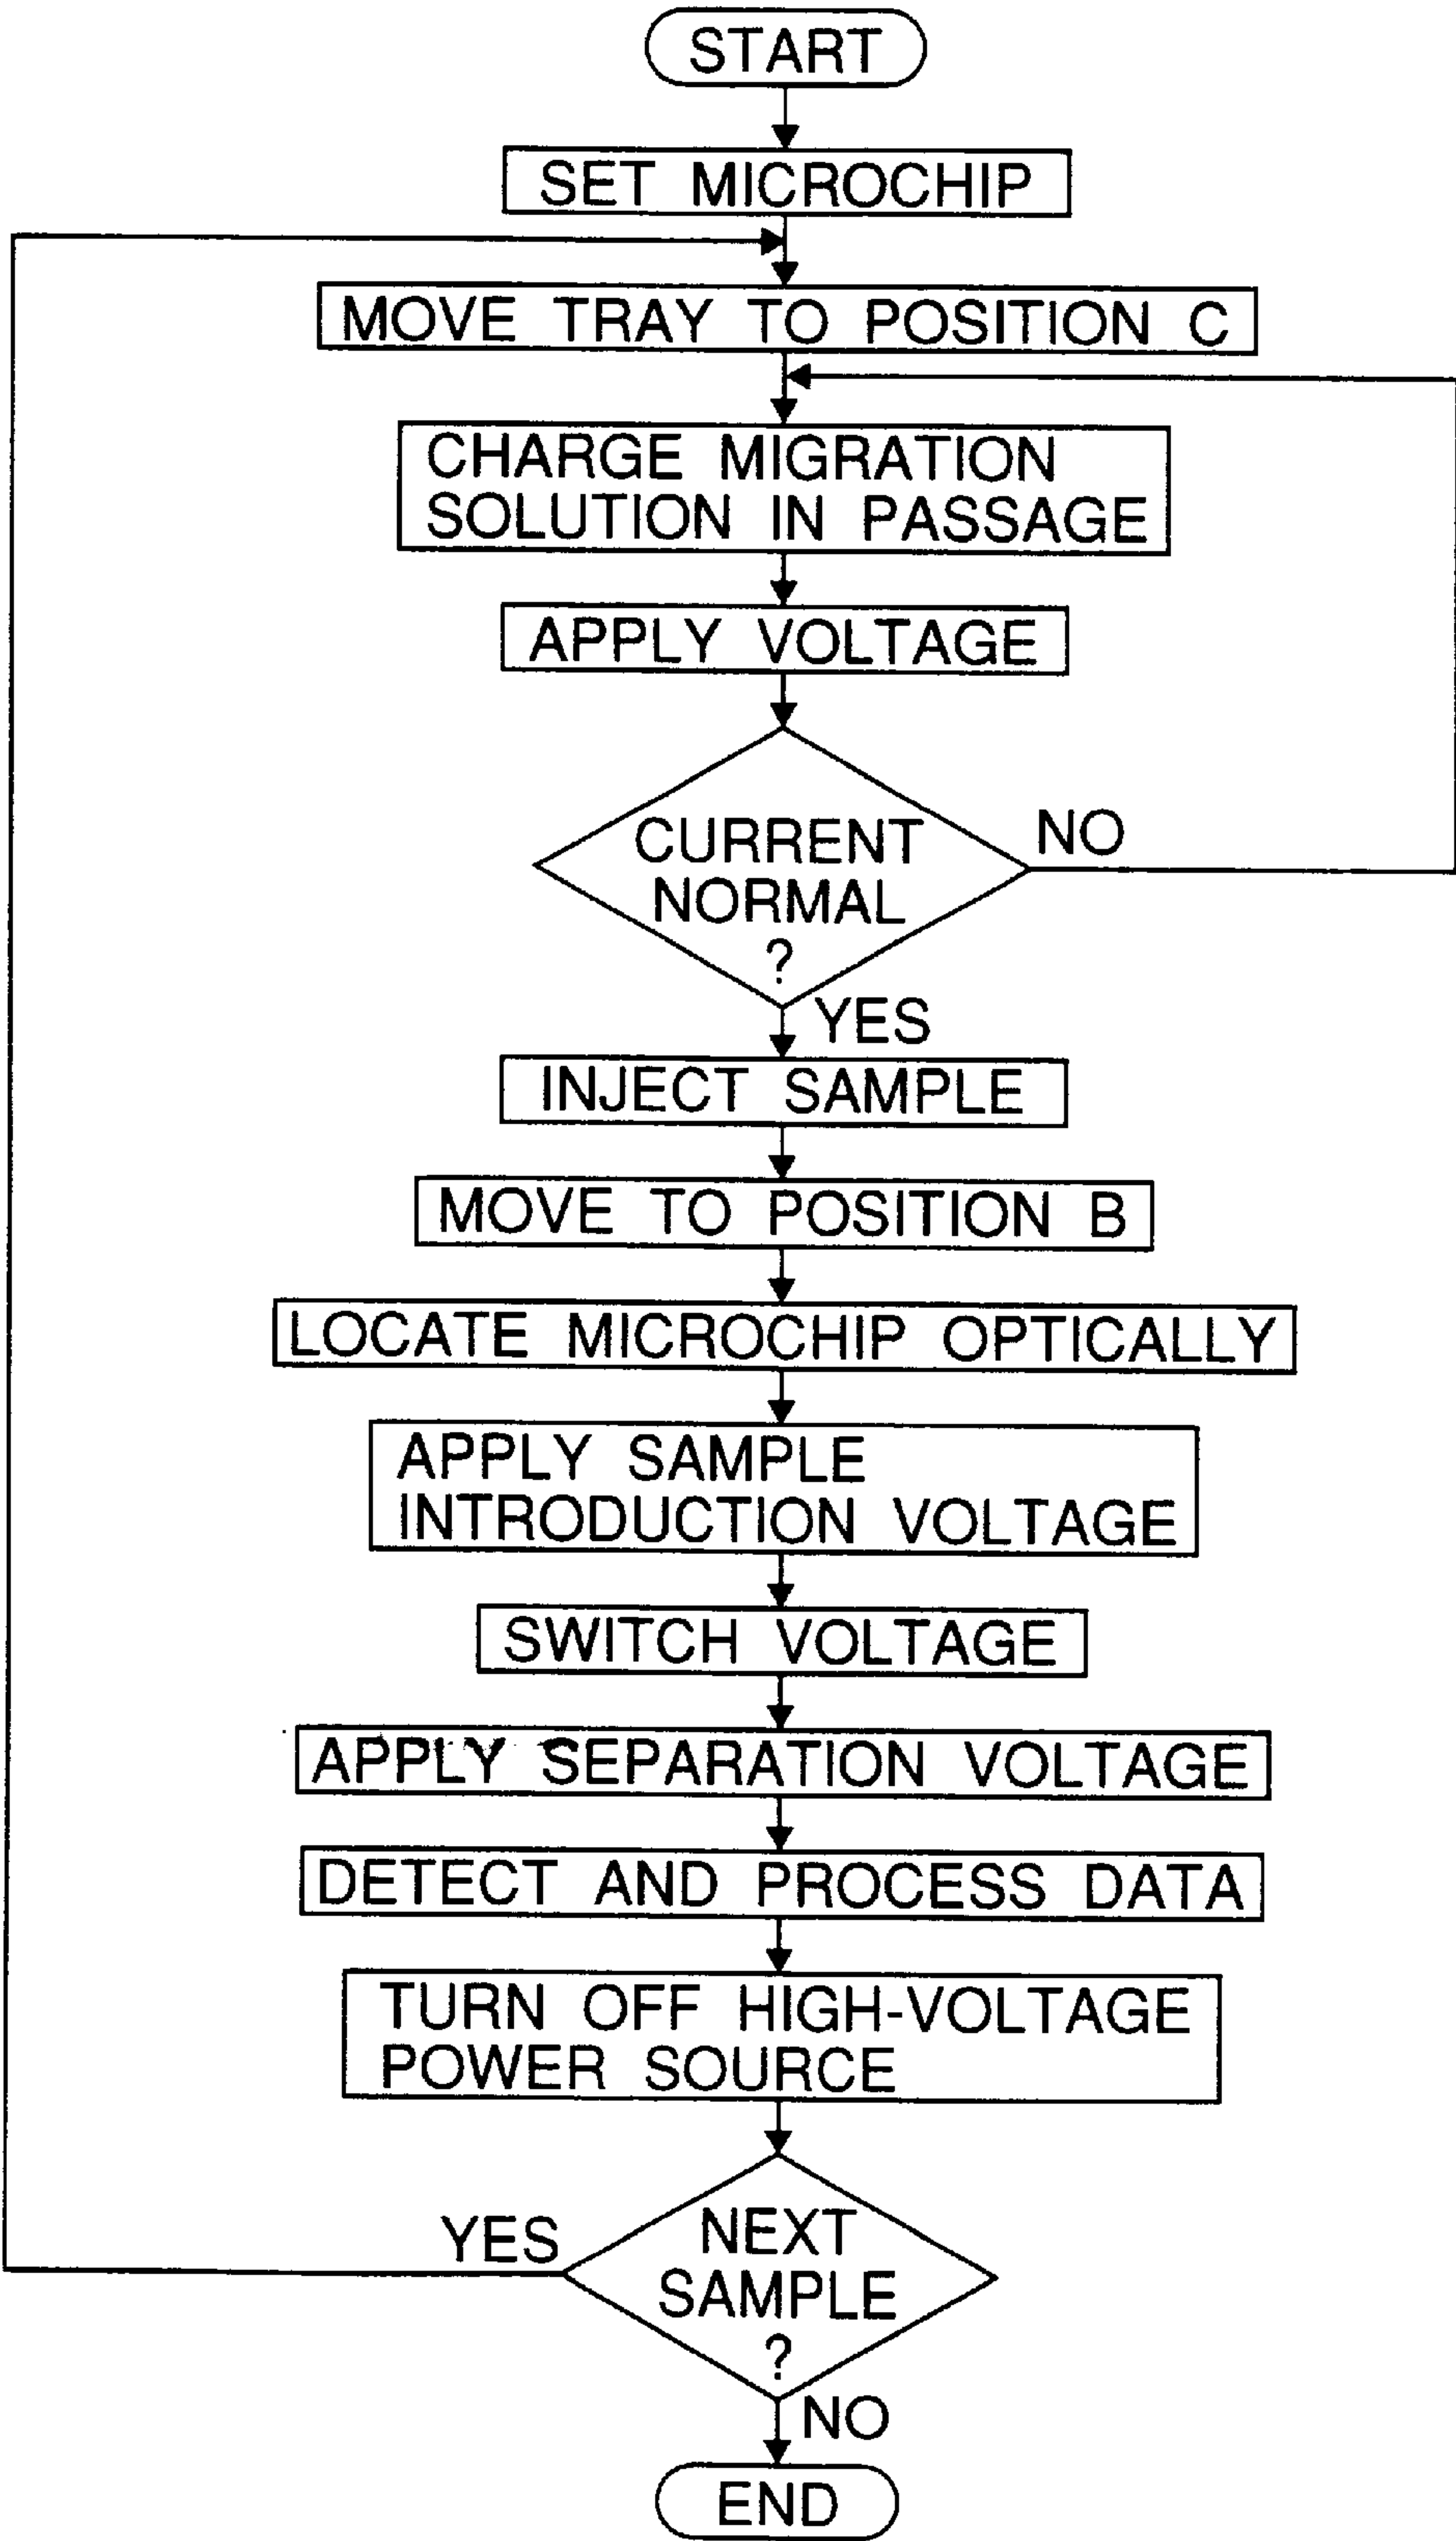 START
SET MICROCHIP
MOVE TRAY TO POSITION C
CHARGE MIGRATION
SOLUTION IN PASSAGE
APPLY VOLTAGE
CURRENT
NORMAL
?
NO
YES
INJECT SAMPLE
MOVE TO POSITION B
LOCATE MICROCHIP OPTICALLY
APPLY SAMPLE
INTRODUCTION VOLTAGE
SWITCH VOLTAGE
APPLY SEPARATION VOLTAGE
DETECT AND PROCESS DATA
TURN OFF HIGH-VOLTAGE
POWER SOURCE
YES
NEXT
SAMPLE
?
NO
END